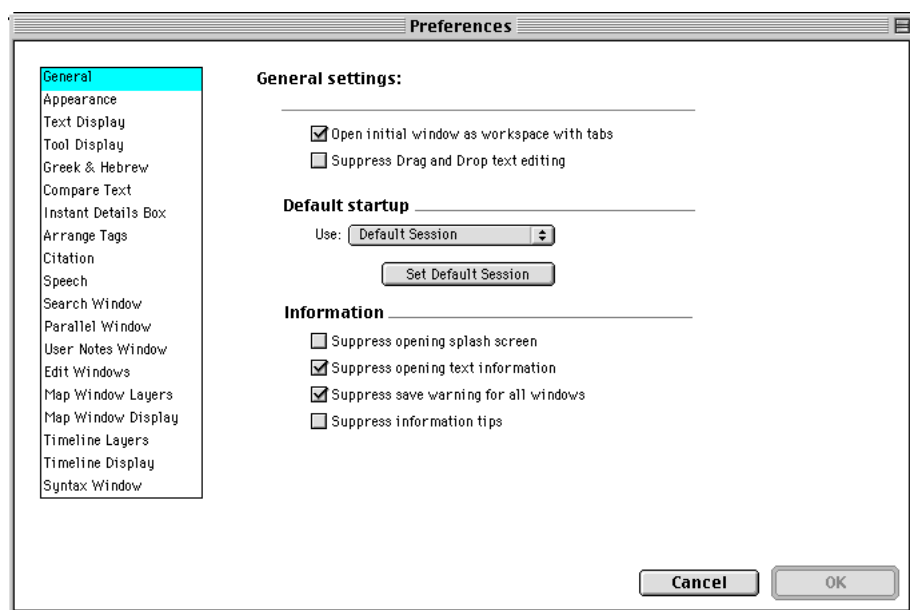 Preferences
General
Appearance
Text Display
Tool Display
Greek & Hebrew
Compare Text
Instant Details Box
Arrange Tags
Citation
Speech
Search Window
Parallel Window
User Notes Window
Edit Windows
Map Window Layers
Map Window Display
Timeline Layers
Timeline Display
Syntax Window
General settings:
Open initial window as workspace with tabs
Suppress Drag and Drop text editing
Default startup
Use: Default Session
Set Default Session
Information
Suppress opening splash screen
Suppress opening text information
Suppress save warning for all windows
Suppress information tips
Cancel OK